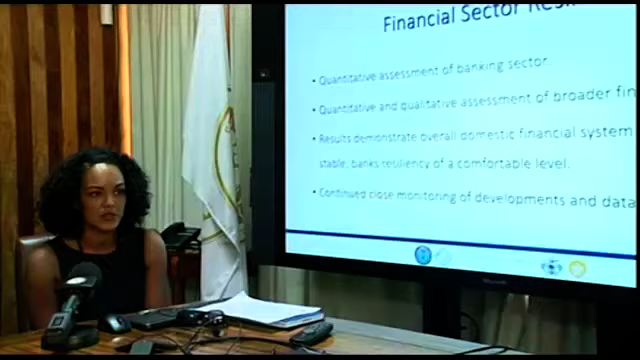 Financial Sector
• Quantitative assessment of banking sector
• Quantitative and qualitative assessment of broader fin
• Results demonstrate overall domestic financial system
stable, banks resiliency of a comfortable level.
• Continued close monitoring of developments and data